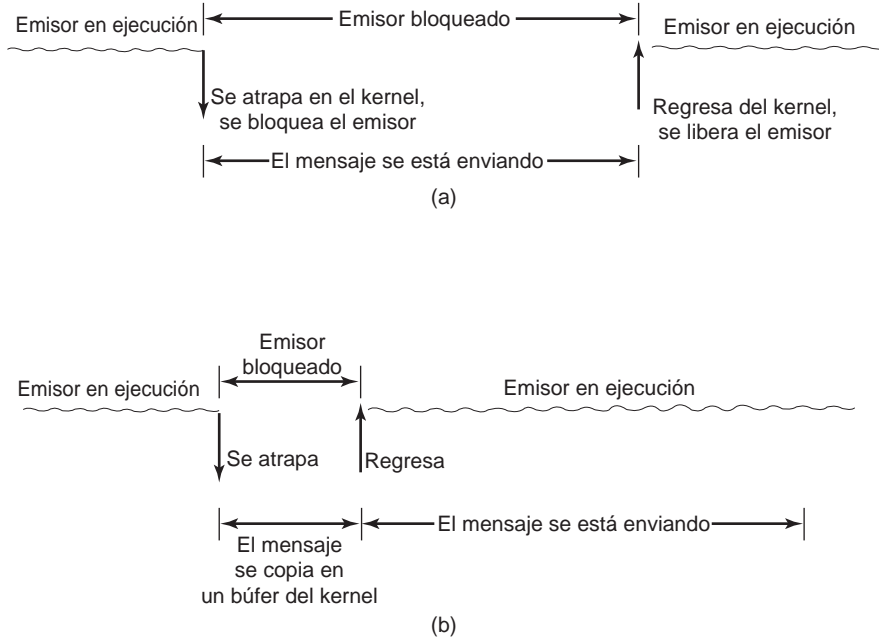 Emisor en ejecución
Emisor bloqueado
Emisor en ejecución
Se atrapa en el kernel,
se bloquea el emisor
Regresa del kernel,
se libera el emisor
El mensaje se está enviando
(a)
Emisor
bloqueado
Emisor en ejecución
Emisor en ejecución
Se atrapa
Regresa
El mensaje se está enviando
El mensaje
se copia en
un búfer del kernel
(b)